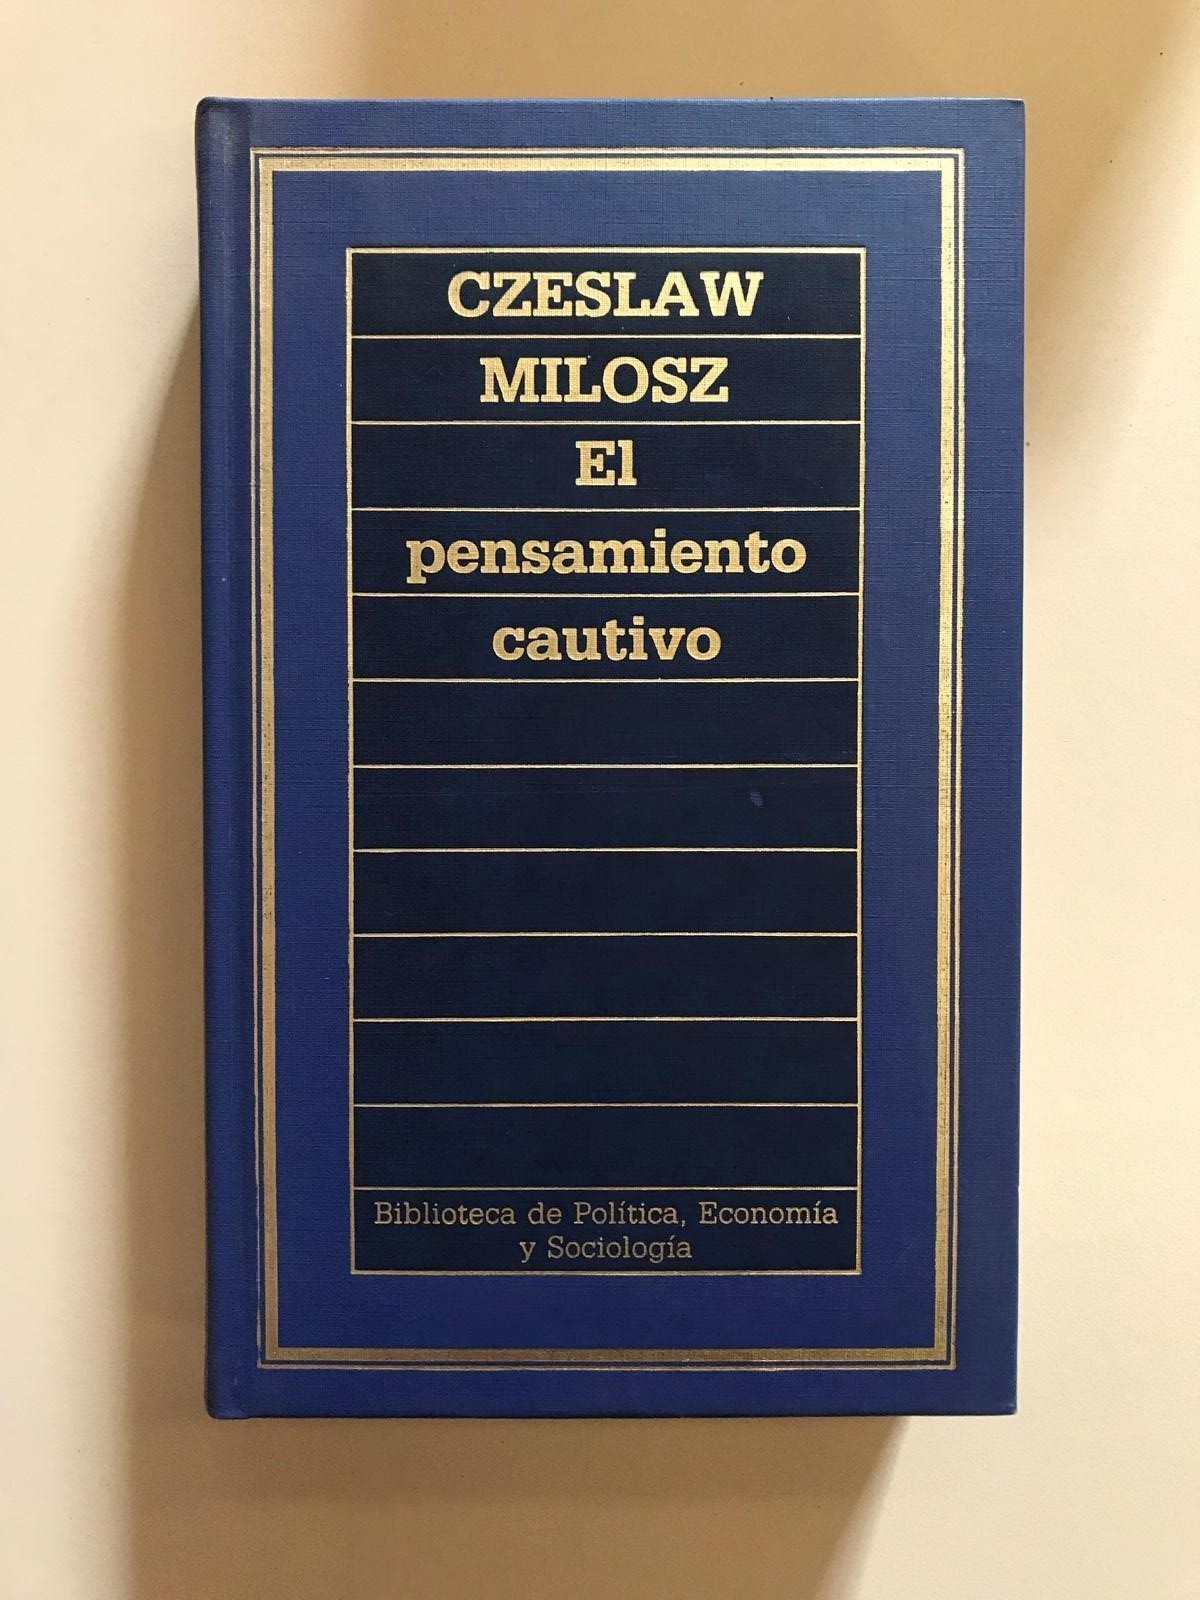 CZESLAW
MILOSZ
El
pensamiento
cautivo
Biblioteca de Política, Economía
y Sociología